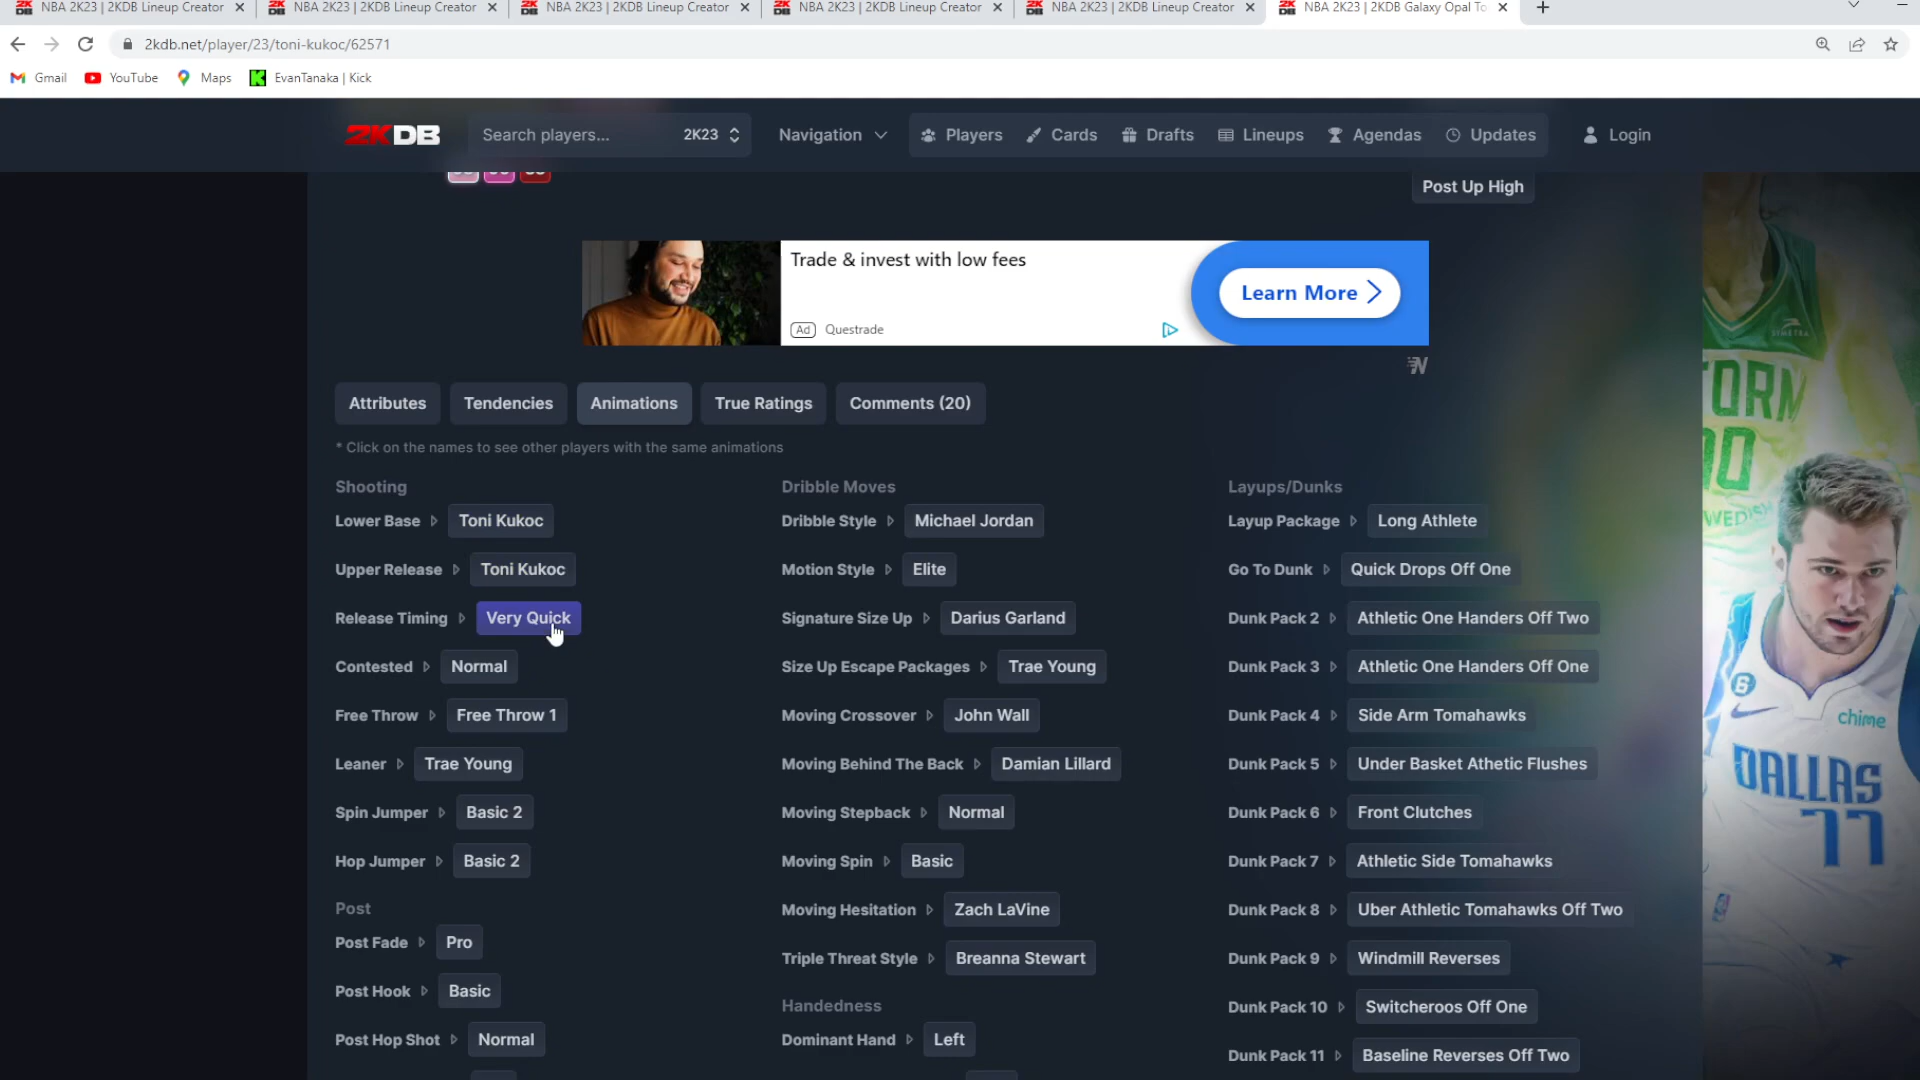 NBA 2K23 | 2KDB Lineup Creator
NBA 2K23 | 2KDB Lineup Creator
NBA 2K23 | 2KDB Lineup Creator
NBA 2K23 | 2KDB Lineup Creator
NBA 2K23 | 2KDB Lineup Creator
NBA 2K23 | 2KDB Galaxy Opal To
2kdb.net/player/23/toni-kukoc/62571
Gmail
YouTube
Maps
EvanTanaka | Kick
2KDB
Search players...
2K23
Navigation
Players
Cards
Drafts
Lineups
Agendas
Updates
Login
Post Up High
Trade & invest with low fees
Ad Questrade
Learn More
Attributes
Tendencies
Animations
True Ratings
Comments (20)
* Click on the names to see other players with the same animations
Shooting
Lower Base Toni Kukoc
Upper Release Toni Kukoc
Release Timing Very Quick
Contested Normal
Free Throw Free Throw 1
Leaner Trae Young
Spin Jumper Basic 2
Hop Jumper Basic 2
Post
Post Fade Pro
Post Hook Basic
Post Hop Shot Normal
Dribble Moves
Dribble Style Michael Jordan
Motion Style Elite
Signature Size Up Darius Garland
Size Up Escape Packages Trae Young
Moving Crossover John Wall
Moving Behind The Back Damian Lillard
Moving Stepback Normal
Moving Spin Basic
Moving Hesitation Zach LaVine
Triple Threat Style Breanna Stewart
Handedness
Dominant Hand Left
Layups/Dunks
Layup Package Long Athlete
Go To Dunk Quick Drops Off One
Dunk Pack 2 Athletic One Handers Off Two
Dunk Pack 3 Athletic One Handers Off One
Dunk Pack 4 Side Arm Tomahawks
Dunk Pack 5 Under Basket Athetic Flushes
Dunk Pack 6 Front Clutches
Dunk Pack 7 Athletic Side Tomahawks
Dunk Pack 8 Uber Athletic Tomahawks Off Two
Dunk Pack 9 Windmill Reverses
Dunk Pack 10 Switcheroos Off One
Dunk Pack 11 Baseline Reverses Off Two
SYMETRA
TORM
6
chime
DALLAS
77